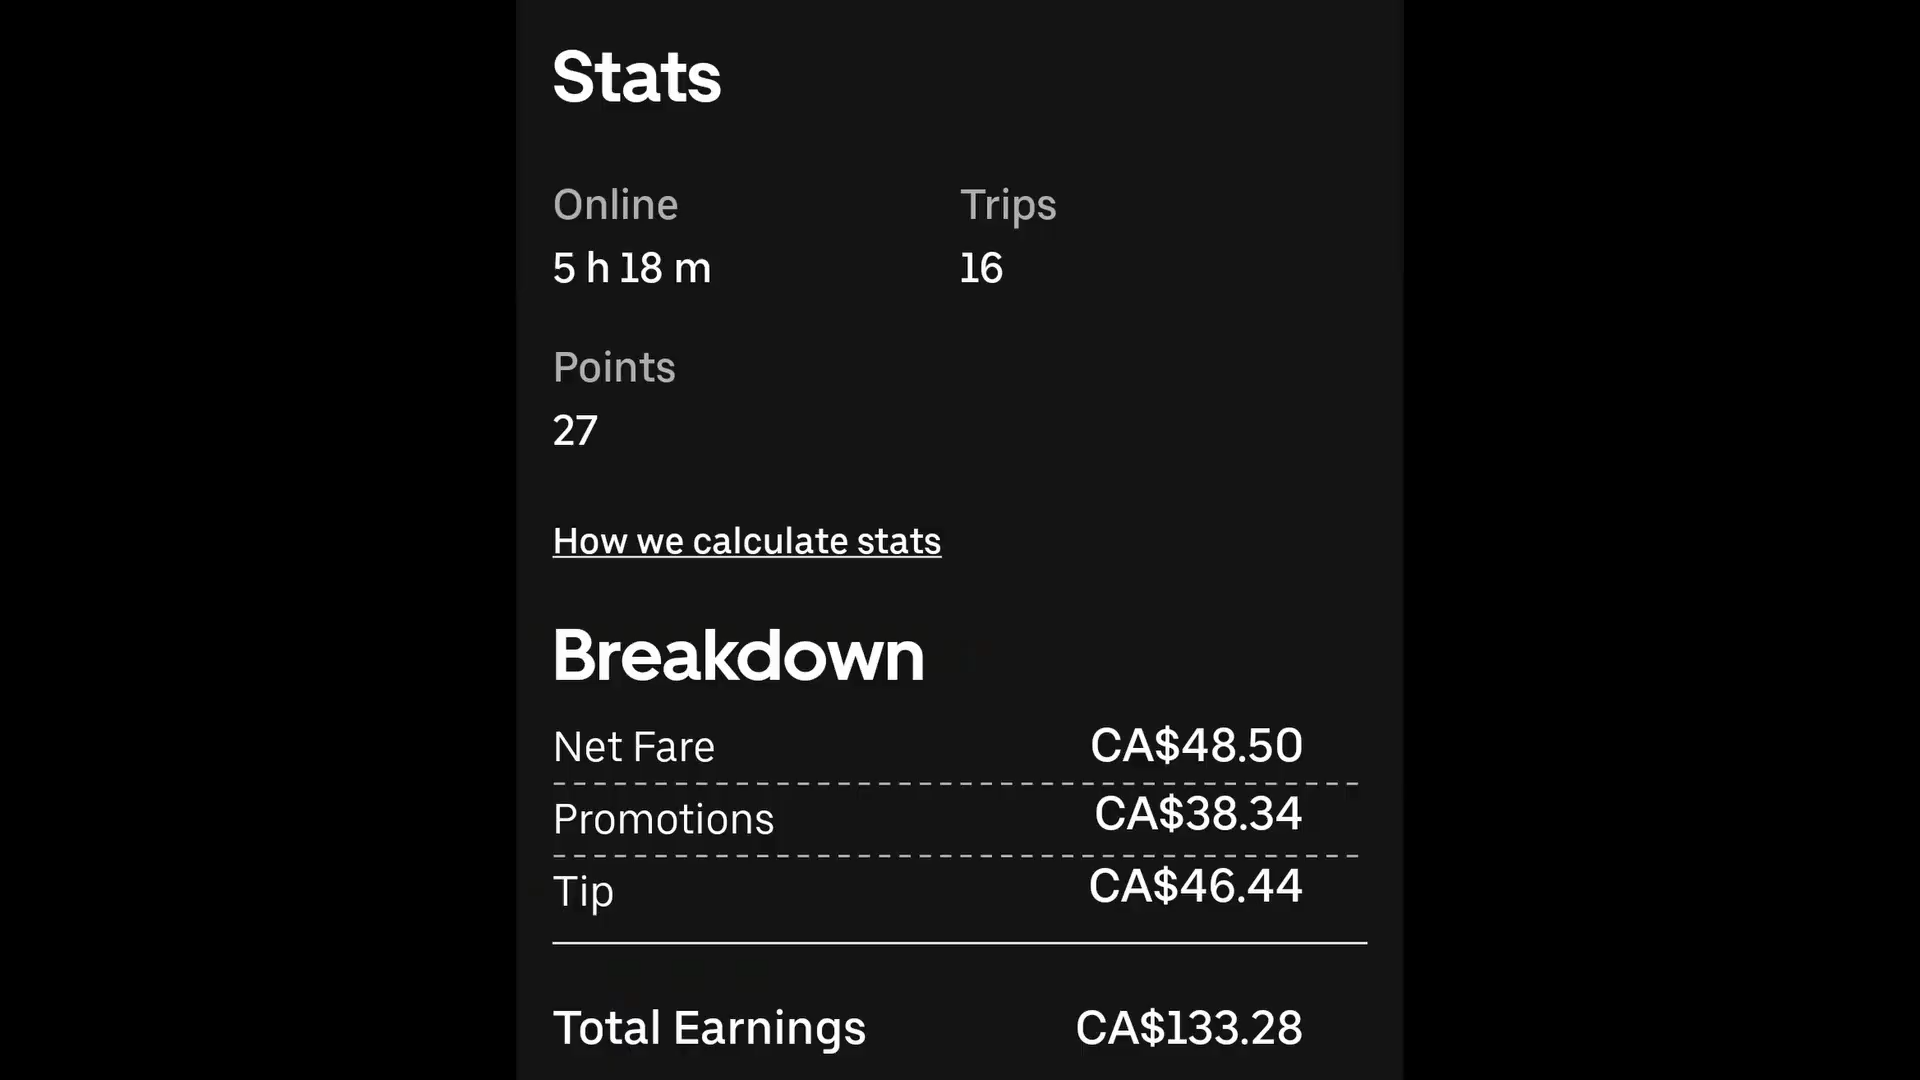 Stats
Online Trips
5 h 18 m 16
Points
27
How we calculate stats
Breakdown
Net Fare CA$48.50
Promotions CA$38.34
Tip CA$46.44
Total Earnings CA$133.28